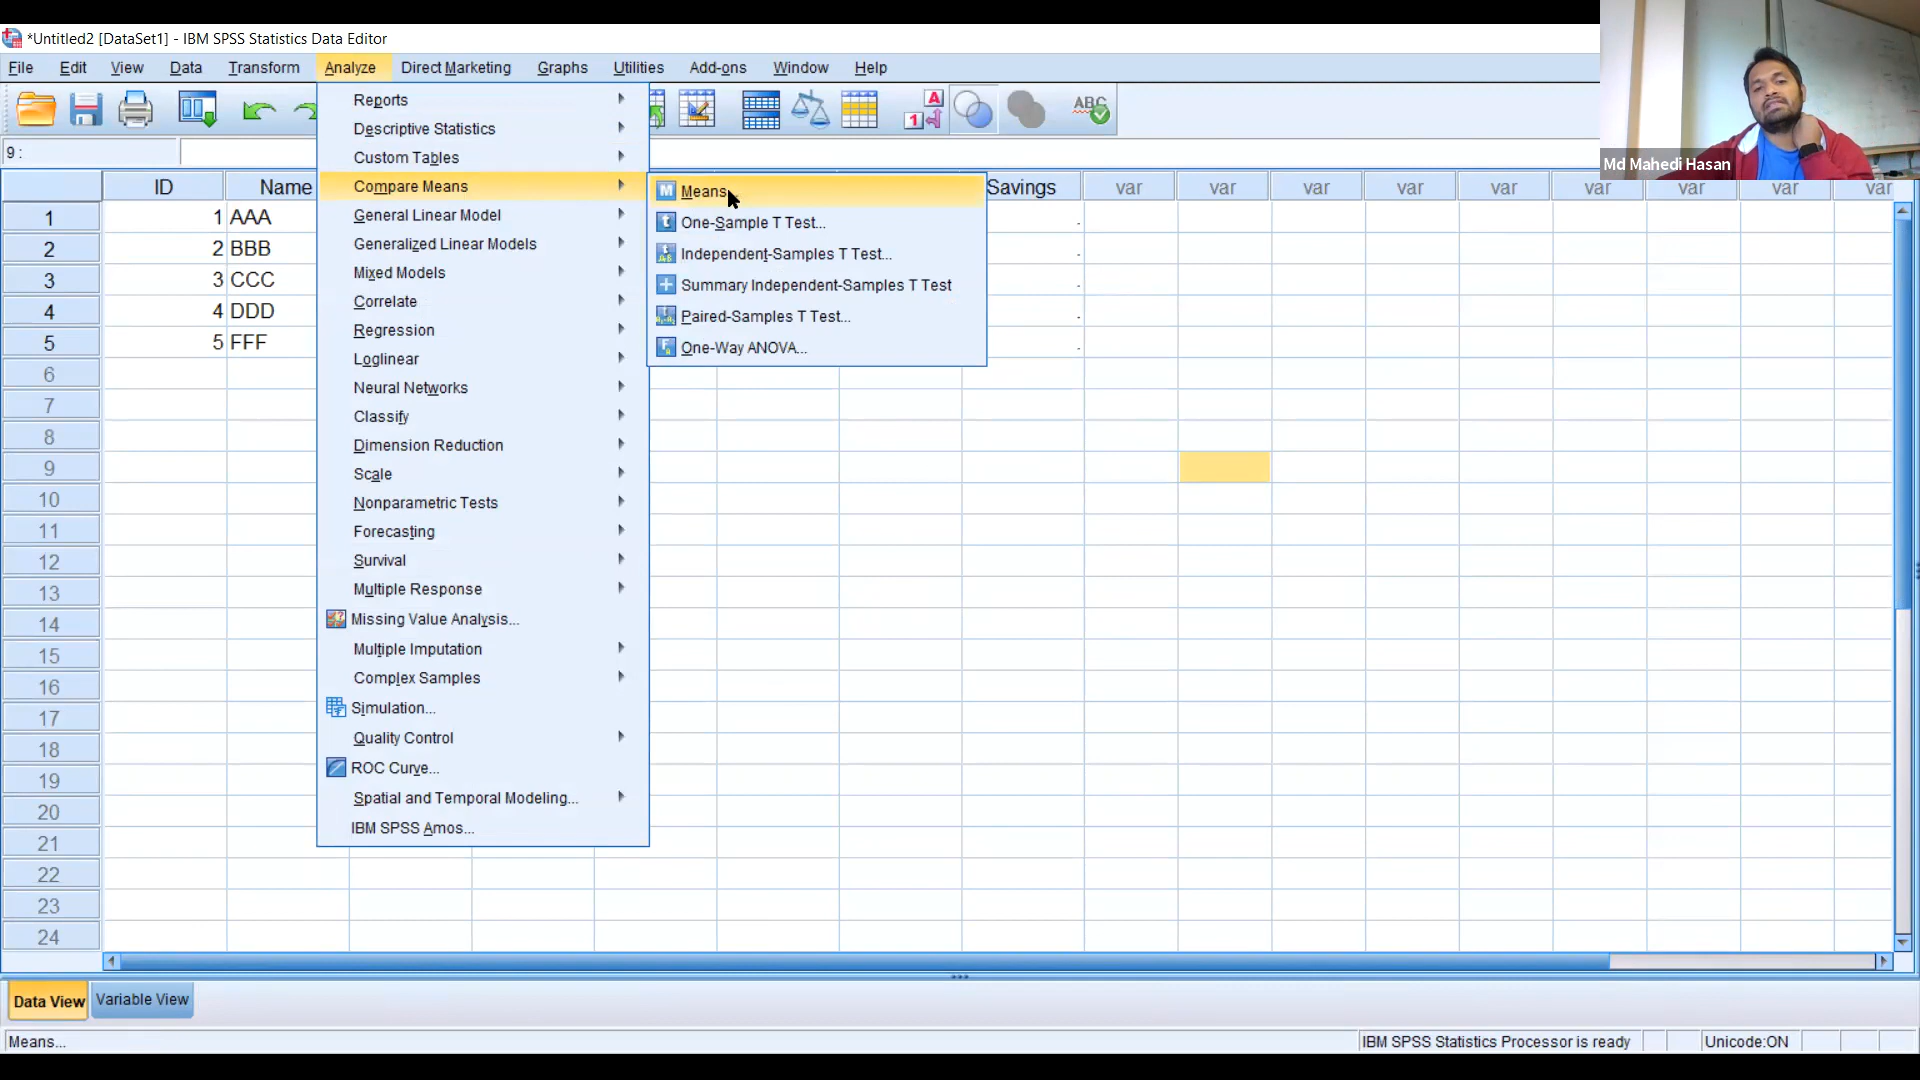 *Untitled2 [DataSet1] - IBM SPSS Statistics Data Editor
File Edit View Data Transform Analyze Direct Marketing Graphs Utilities Add-ons Window Help
Md Mahedi Hasan
9 :
ID Name Savings var var var var var var var var var
1 1 AAA .
2 2 BBB .
3 3 CCC .
4 4 DDD .
5 5 FFF .
6
7
8
9
10
11
12
13
14
15
16
17
18
19
20
21
22
23
24
Reports
Descriptive Statistics
Custom Tables
Compare Means
General Linear Model
Generalized Linear Models
Mixed Models
Correlate
Regression
Loglinear
Neural Networks
Classify
Dimension Reduction
Scale
Nonparametric Tests
Forecasting
Survival
Multiple Response
Missing Value Analysis...
Multiple Imputation
Complex Samples
Simulation...
Quality Control
ROC Curve...
Spatial and Temporal Modeling...
IBM SPSS Amos...
Means...
One-Sample T Test...
Independent-Samples T Test...
Summary Independent-Samples T Test
Paired-Samples T Test...
One-Way ANOVA...
Data View Variable View
Means... IBM SPSS Statistics Processor is ready Unicode:ON